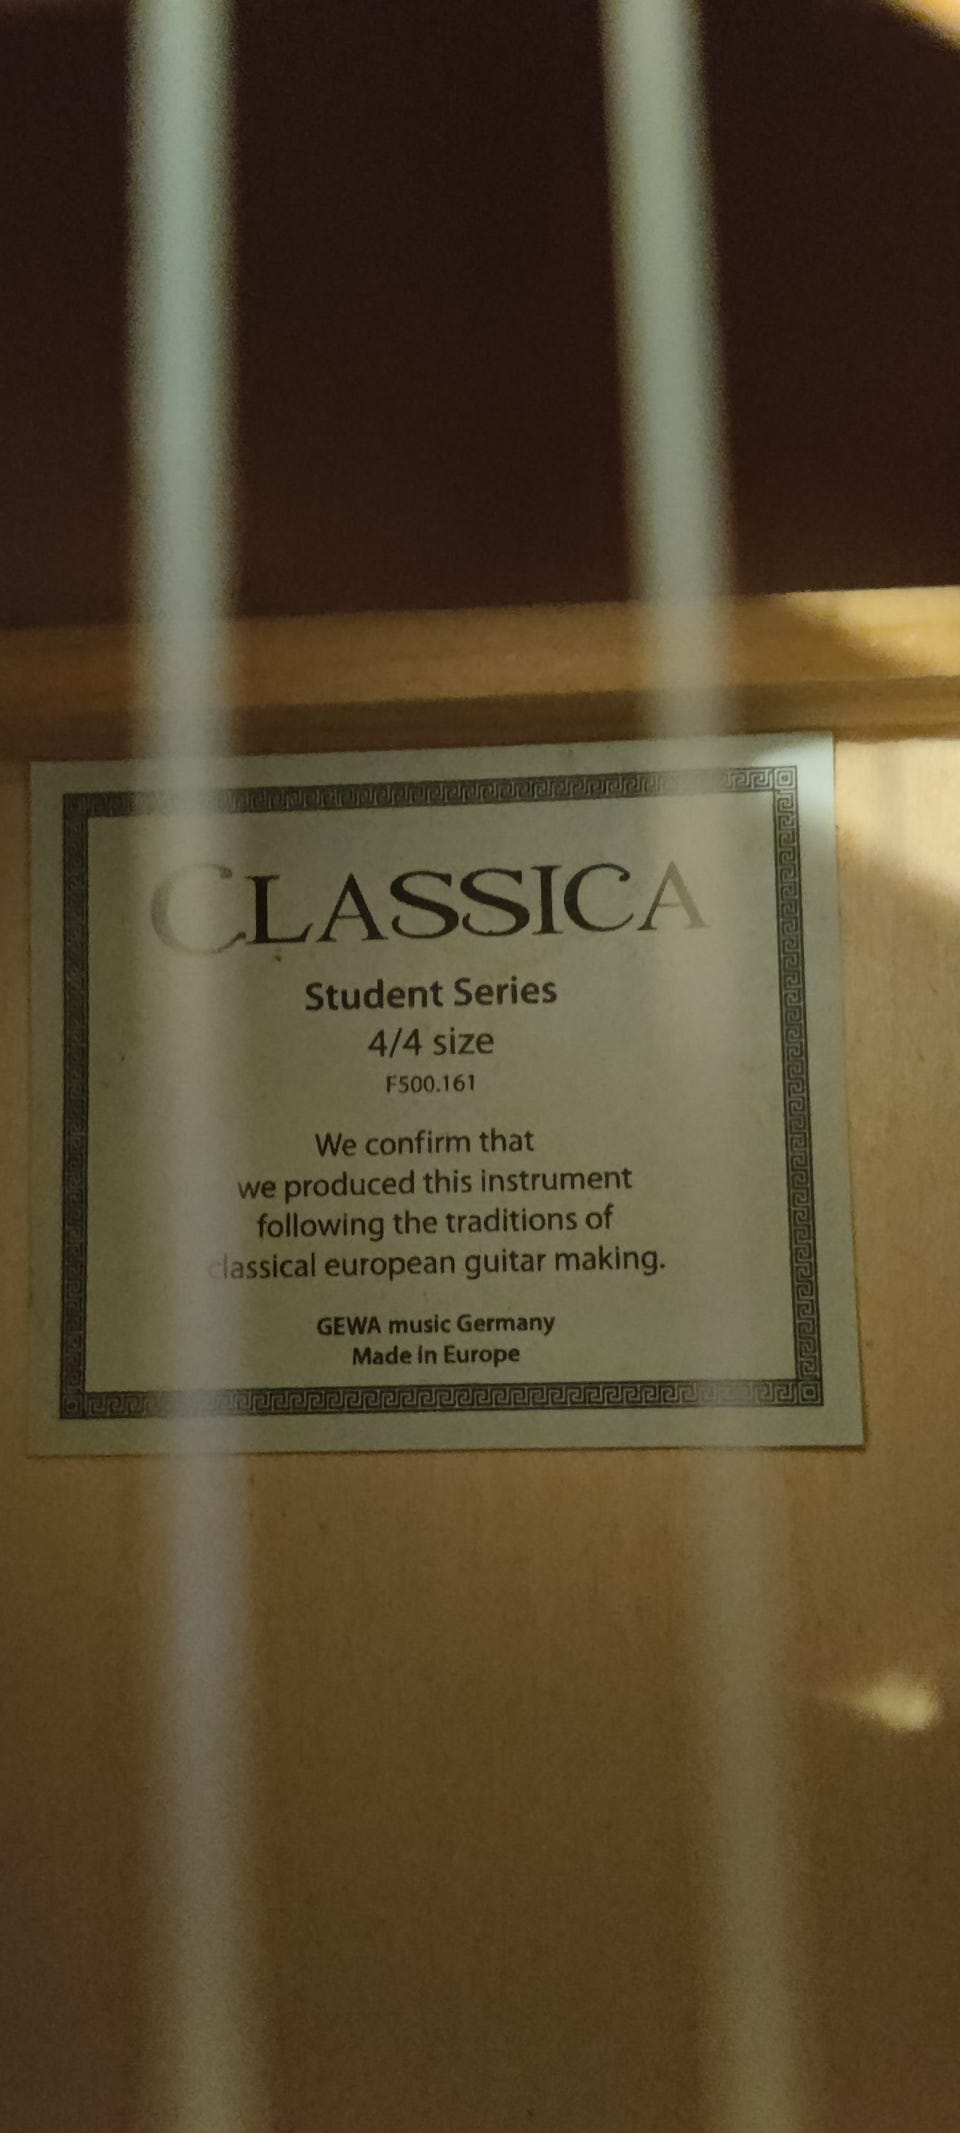 CLASSICA
Student Series
4/4 size
F500.161
We confirm that
we produced this instrument
following the traditions of
classical european guitar making.
GEWA music Germany
Made in Europe